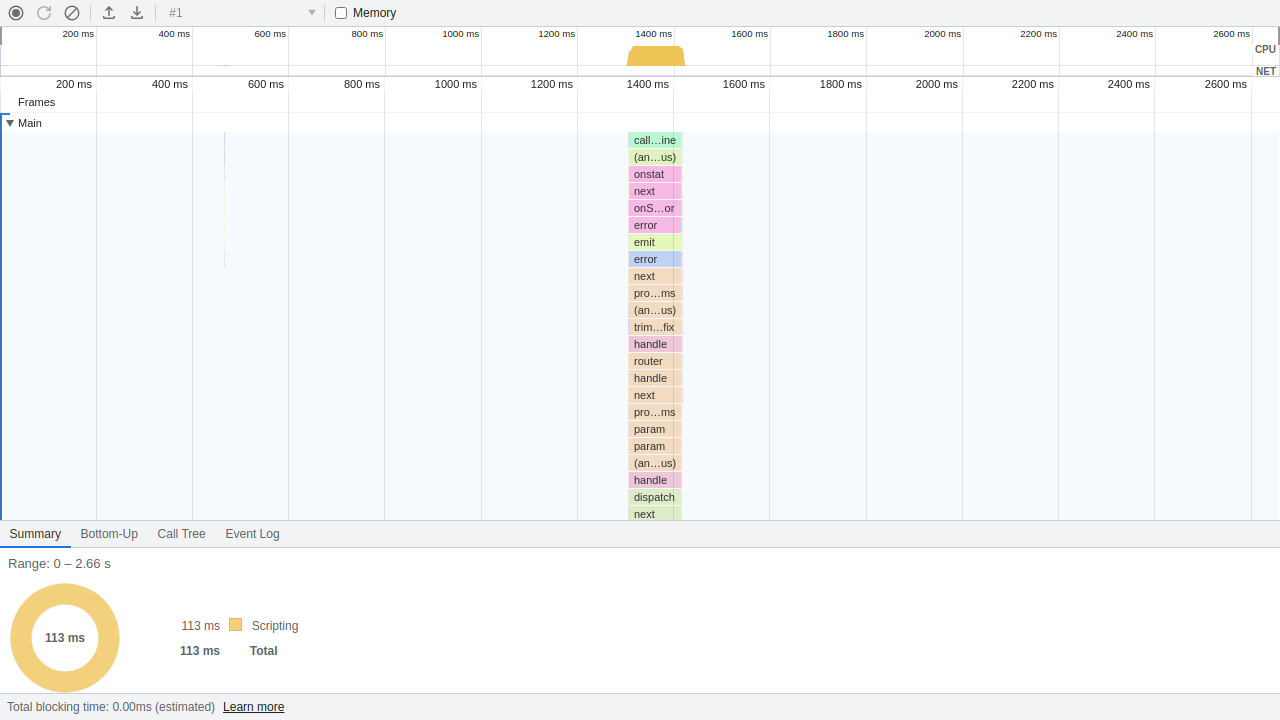 #1 Memory
200 ms 400 ms 600 ms 800 ms 1000 ms 1200 ms 1400 ms 1600 ms 1800 ms 2000 ms 2200 ms 2400 ms 2600 ms
CPU
NET
200 ms 400 ms 600 ms 800 ms 1000 ms 1200 ms 1400 ms 1600 ms 1800 ms 2000 ms 2200 ms 2400 ms 2600 ms
Frames
Main
call…ine
(an…us)
onstat
next
onS…or
error
emit
error
next
pro…ms
(an…us)
trim…fix
handle
router
handle
next
pro…ms
param
param
(an…us)
handle
dispatch
next
Summary Bottom-Up Call Tree Event Log
Range: 0 – 2.66 s
113 ms
113 ms Scripting
113 ms Total
Total blocking time: 0.00ms (estimated) Learn more